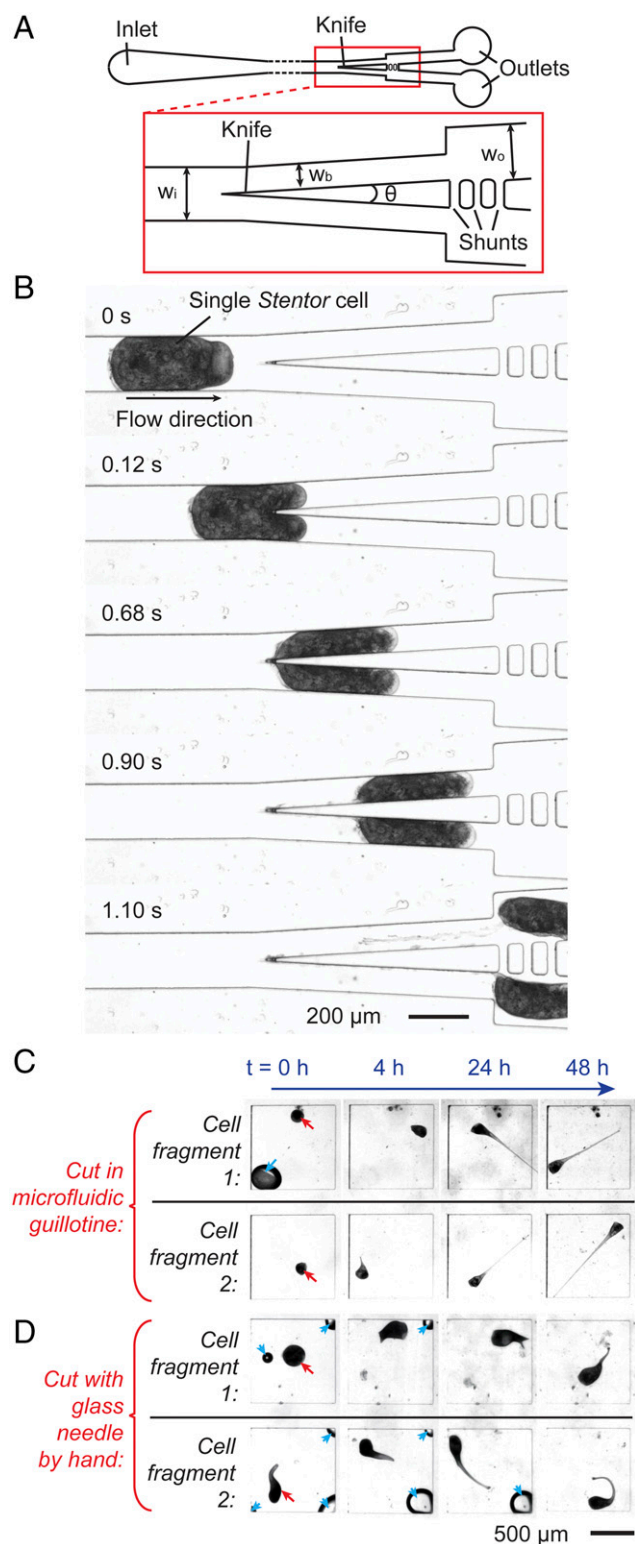 A
Inlet
Knife
Outlets
Knife
wi
wb
θ
wo
Shunts
B
Single Stentor cell
0 s
Flow direction
0.12 s
0.68 s
0.90 s
1.10 s
200 μm
C
t = 0 h
4 h
24 h
48 h
Cut in
microfluidic
guillotine:
Cell
fragment
1:
Cell
fragment
2:
D
Cut with
glass
needle
by hand:
Cell
fragment
1:
Cell
fragment
2:
500 μm